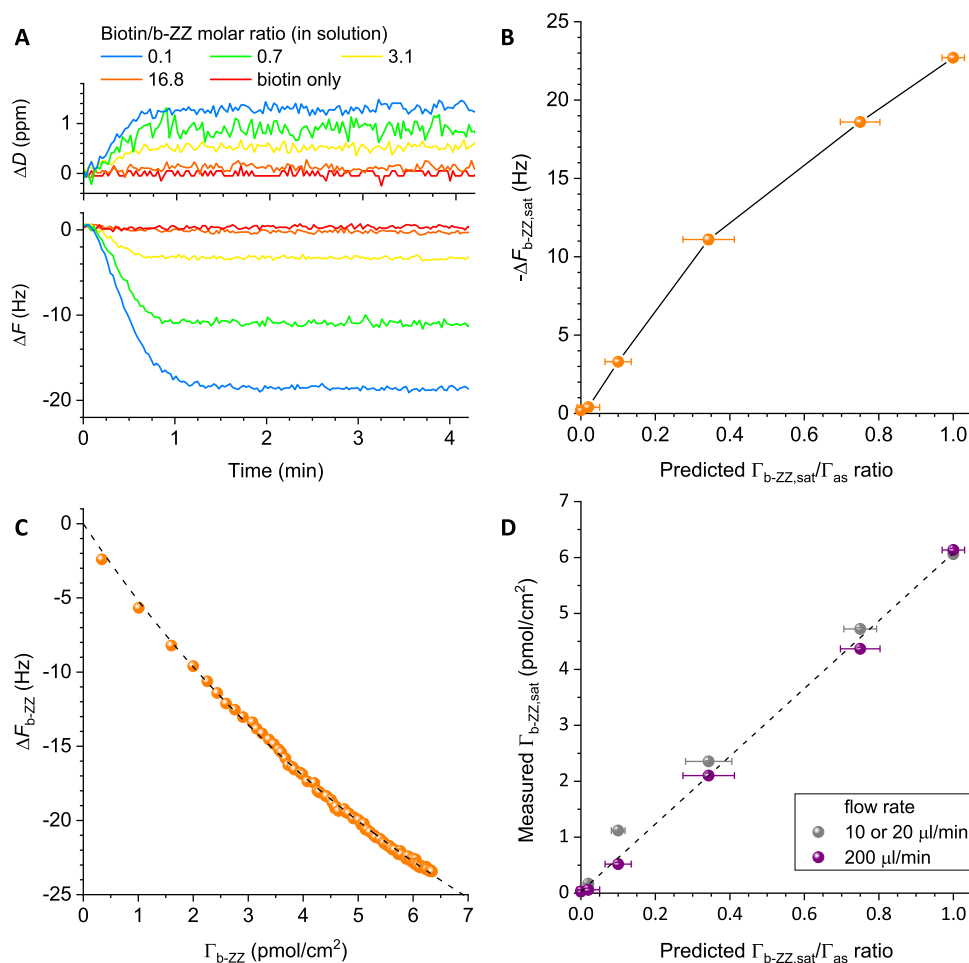 A
Biotin/b-ZZ molar ratio (in solution)
0.1 0.7 3.1
16.8 biotin only
ΔD (ppm)
1
0
ΔF (Hz)
0
-10
-20
0 1 2 3 4
Time (min)
B
-ΔF b-ZZ,sat (Hz)
25
20
15
10
5
0
0.0 0.2 0.4 0.6 0.8 1.0
Predicted Γb-ZZ,sat/Γas ratio
C
ΔFb-ZZ (Hz)
0
-5
-10
-15
-20
-25
0 1 2 3 4 5 6 7
Γb-ZZ (pmol/cm²)
D
Measured Γb-ZZ,sat (pmol/cm²)
7
6
5
4
3
2
1
0
flow rate
10 or 20 μl/min
200 μl/min
0.0 0.2 0.4 0.6 0.8 1.0
Predicted Γb-ZZ,sat/Γas ratio